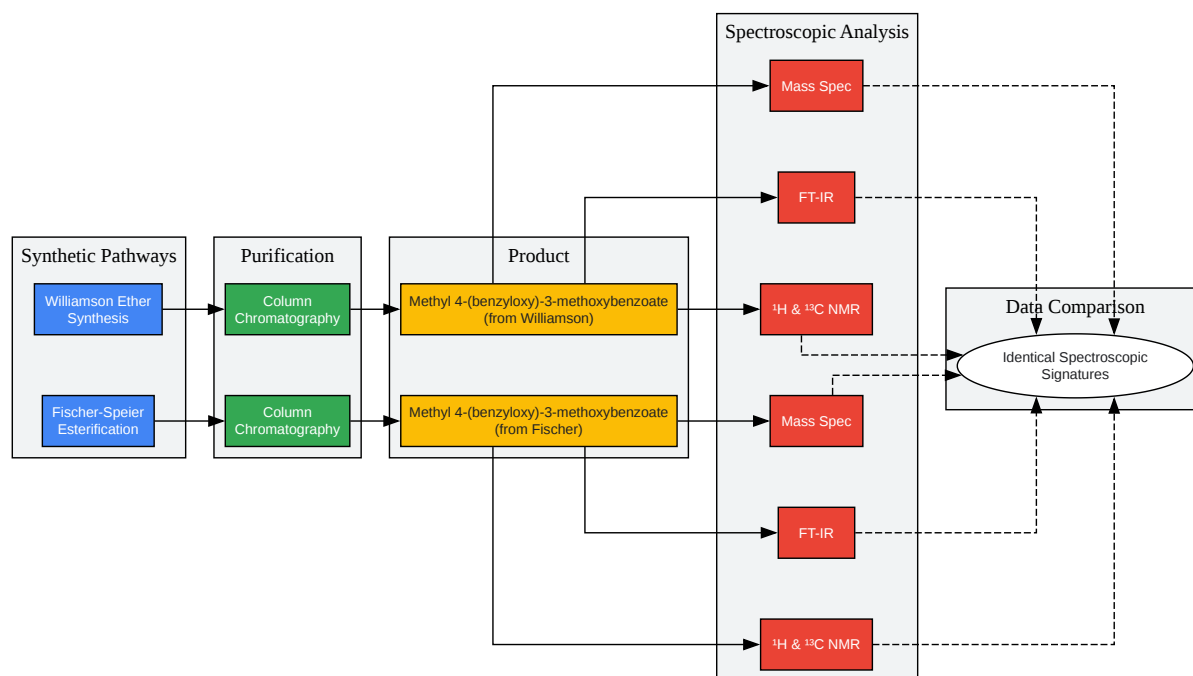 Synthetic Pathways
Williamson Ether
Synthesis
Fischer-Speier
Esterification
Purification
Column
Chromatography
Column
Chromatography
Product
Methyl 4-(benzyloxy)-3-methoxybenzoate
(from Williamson)
Methyl 4-(benzyloxy)-3-methoxybenzoate
(from Fischer)
Spectroscopic Analysis
Mass Spec
FT-IR
¹H & ¹³C NMR
Mass Spec
FT-IR
¹H & ¹³C NMR
Data Comparison
Identical Spectroscopic
Signatures